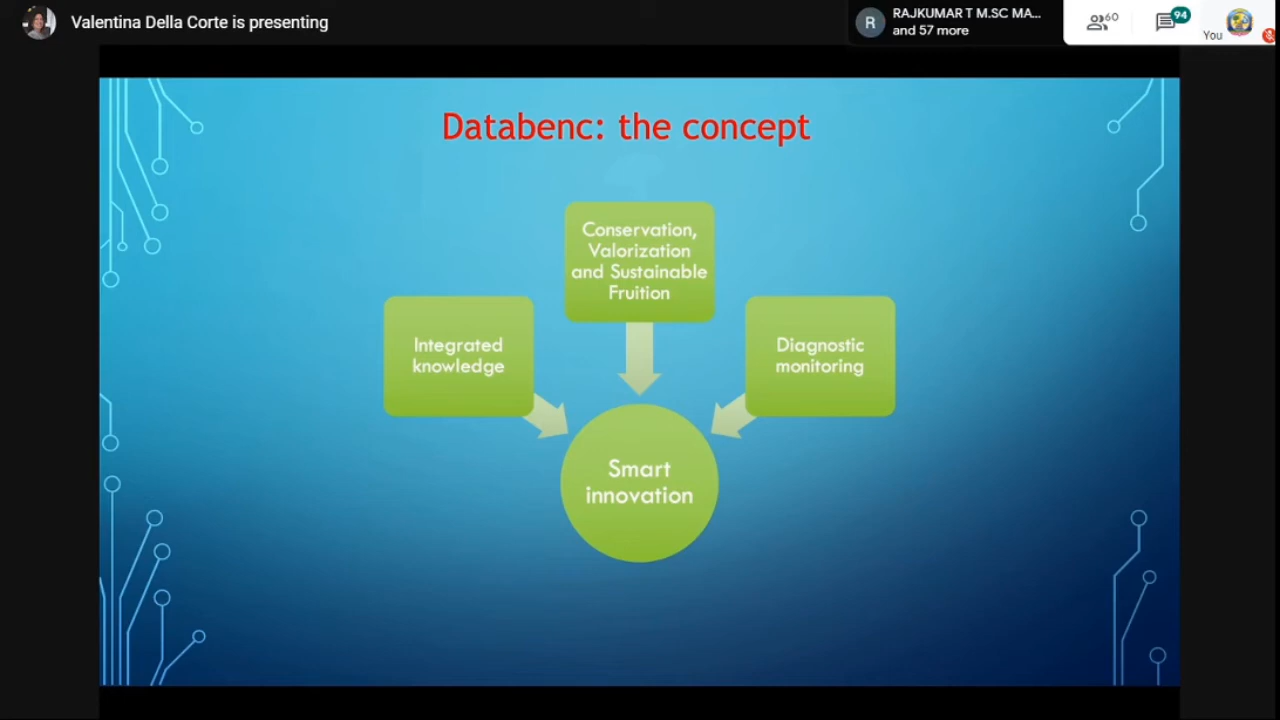 Valentina Della Corte is presenting
R
RAJKUMAR T M.SC MA...
and 57 more
60
94
You
Databenc: the concept
Conservation,
Valorization
and Sustainable
Fruition
Integrated
knowledge
Diagnostic
monitoring
Smart
innovation